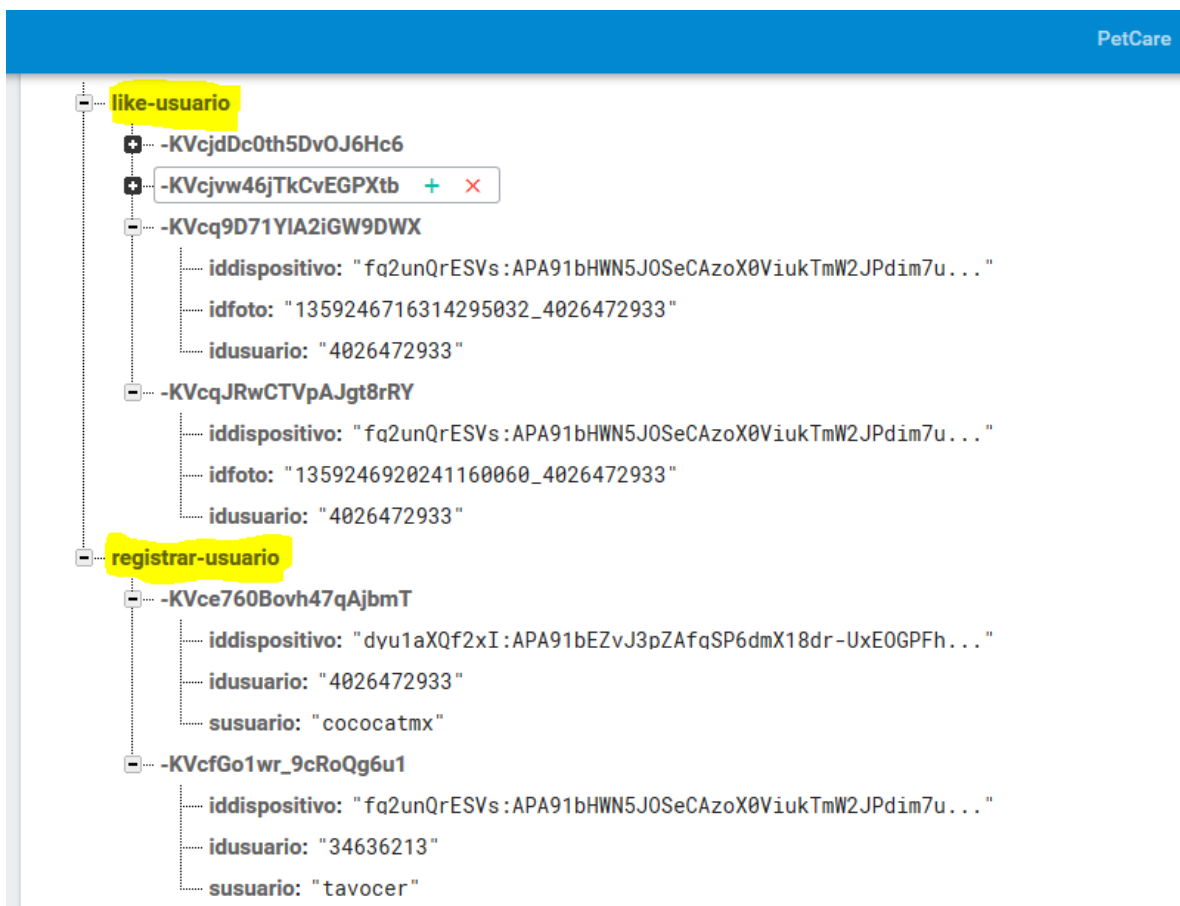 PetCare
like-usuario
-KVcjdDc0th5DvOJ6Hc6
-KVcjvw46jTkCvEGPXtb + ×
-KVcq9D71YlA2iGW9DWX
iddispositivo: "fq2unQrESVs:APA91bHWN5JOSeCAzoX0ViukTmW2JPdim7u..."
idfoto: "1359246716314295032_4026472933"
idusuario: "4026472933"
-KVcqJRwCTVpAJgt8rRY
iddispositivo: "fq2unQrESVs:APA91bHWN5JOSeCAzoX0ViukTmW2JPdim7u..."
idfoto: "1359246920241160060_4026472933"
idusuario: "4026472933"
registrar-usuario
-KVce760Bovh47qAjbmT
iddispositivo: "dyu1aXQf2xI:APA91bEZvJ3pZAfqSP6dmX18dr-UxEOGPFh..."
idusuario: "4026472933"
susuario: "cococatmx"
-KVcfGo1wr_9cRoQg6u1
iddispositivo: "fq2unQrESVs:APA91bHWN5JOSeCAzoX0ViukTmW2JPdim7u..."
idusuario: "34636213"
susuario: "tavocer"